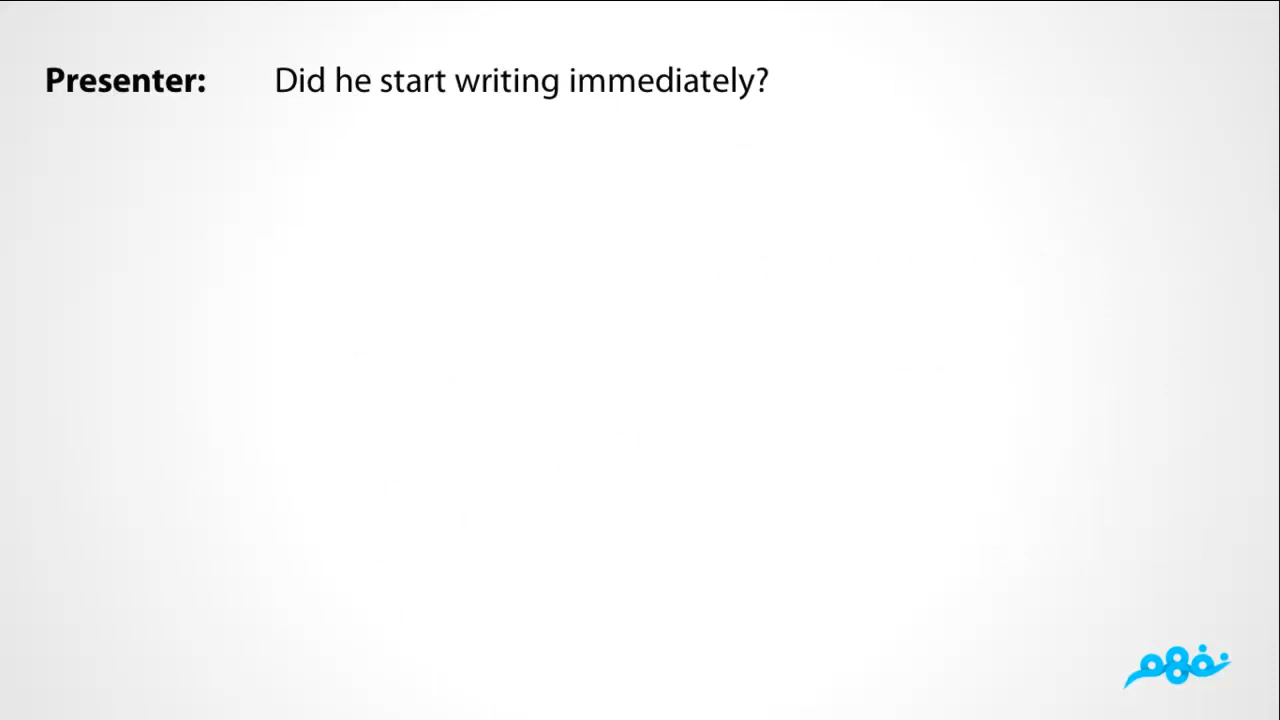 Presenter: Did he start writing immediately?
نفهم